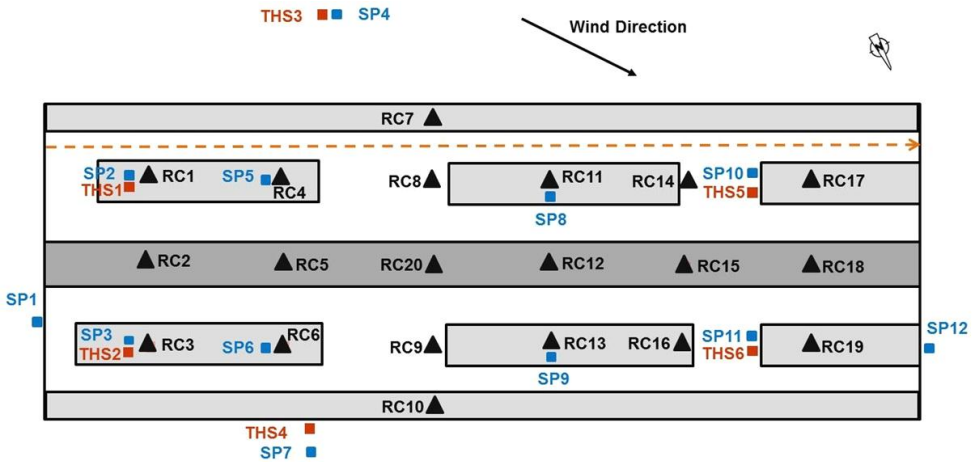 THS3 SP4
Wind Direction
N
RC7
SP2 RC1 SP5 RC8 RC11 RC14 SP10 RC17
THS1 RC4 THS5
SP8
RC2 RC5 RC20 RC12 RC15 RC18
SP1
SP3 RC3 SP6 RC6 RC9 RC13 RC16 SP11 RC19 SP12
THS2 THS6
SP9
RC10
THS4
SP7